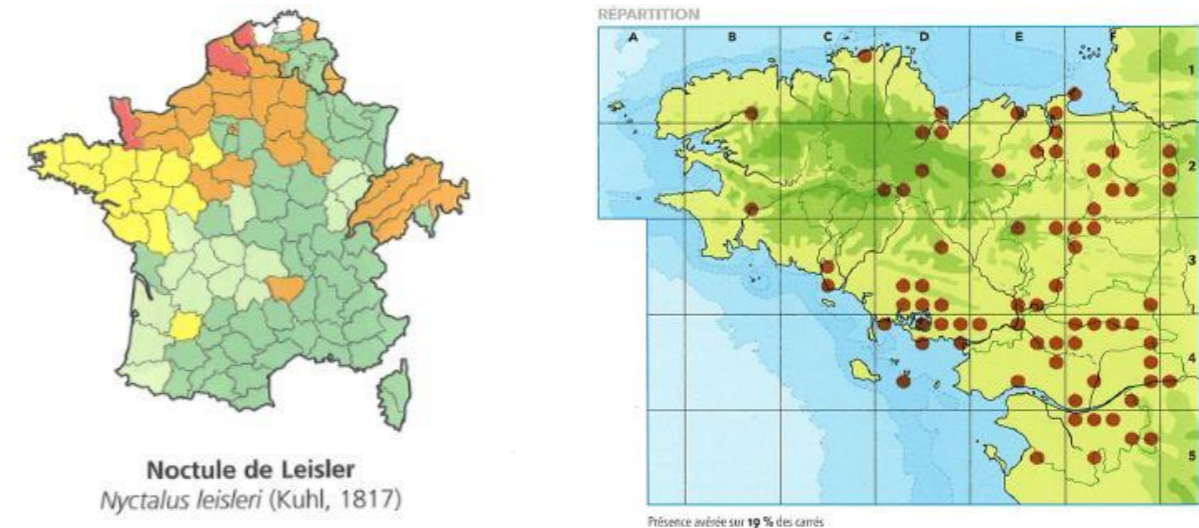 Noctule de Leisler
Nyctalus leisleri (Kuhl, 1817)
RÉPARTITION
A B C D E F
1
2
3
4
5
Présence avérée sur 19 % des carrés